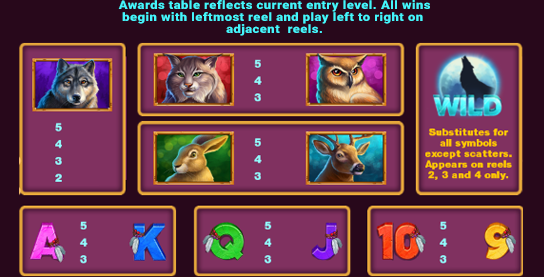 Awards table reflects current entry level. All wins
begin with leftmost reel and play left to right on
adjacent reels.
5
4
3
2
5
4
3
5
4
3
WILD
Substitutes for
all symbols
except scatters.
Appears on reels
2, 3 and 4 only.
A
5
4
3
K
Q
5
4
3
J
10
5
4
3
9